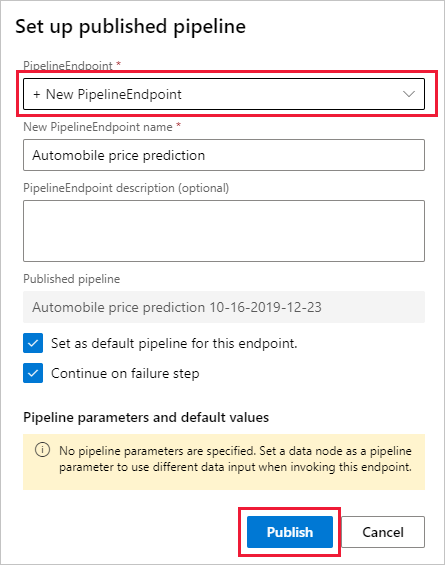 Set up published pipeline
PipelineEndpoint *
+ New PipelineEndpoint
New PipelineEndpoint name *
Automobile price prediction
PipelineEndpoint description (optional)
Published pipeline
Automobile price prediction 10-16-2019-12-23
Set as default pipeline for this endpoint.
Continue on failure step
Pipeline parameters and default values
No pipeline parameters are specified. Set a data node as a pipeline
parameter to use different data input when invoking this endpoint.
Publish
Cancel